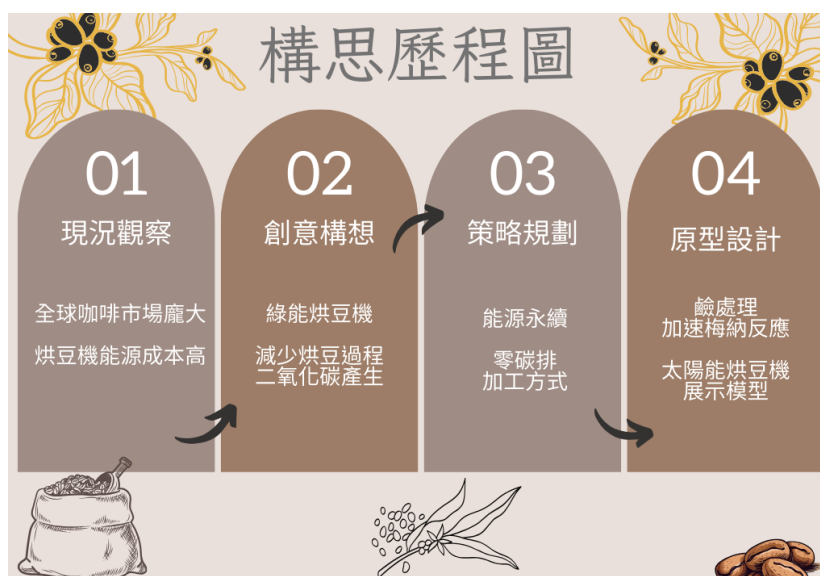 構思歷程圖
01
現況觀察
全球咖啡市場龐大
烘豆機能源成本高
02
創意構想
綠能烘豆機
減少烘豆過程
二氧化碳產生
03
策略規劃
能源永續
零碳排
加工方式
04
原型設計
鹼處理
加速梅納反應
太陽能烘豆機
展示模型